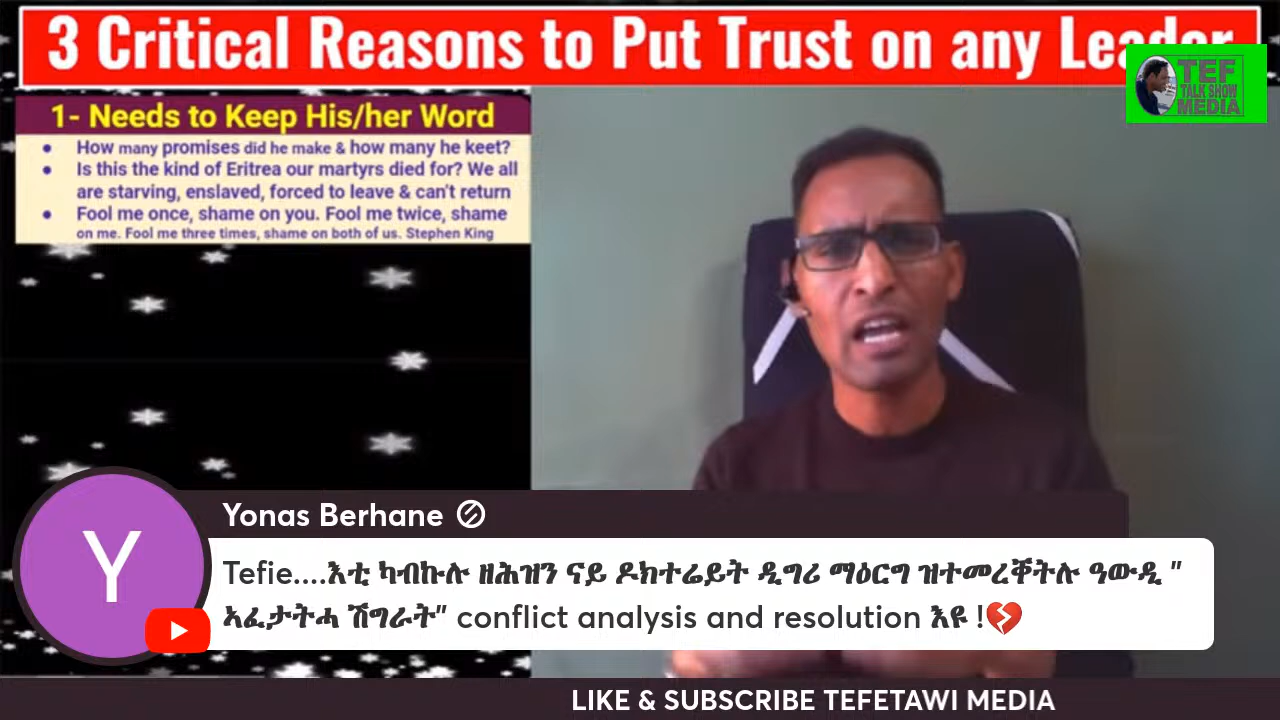 3 Critical Reasons to Put Trust on any Leader
TEF
TALK SHOW
MEDIA
1- Needs to Keep His/her Word
• How many promises did he make & how many he keet?
• Is this the kind of Eritrea our martyrs died for? We all
are starving, enslaved, forced to leave & can't return
• Fool me once, shame on you. Fool me twice, shame
on me. Fool me three times, shame on both of us. Stephen King
Y
Yonas Berhane
Tefie....እቲ ካብኩሉ ዘሕዝን ናይ ዶክተሬይት ዲግሪ ማዕርግ ዝተመረቐትሉ ዓውዲ "
ኣፈታትሓ ሽግራት" conflict analysis and resolution እዩ !💔
LIKE & SUBSCRIBE TEFETAWI MEDIA